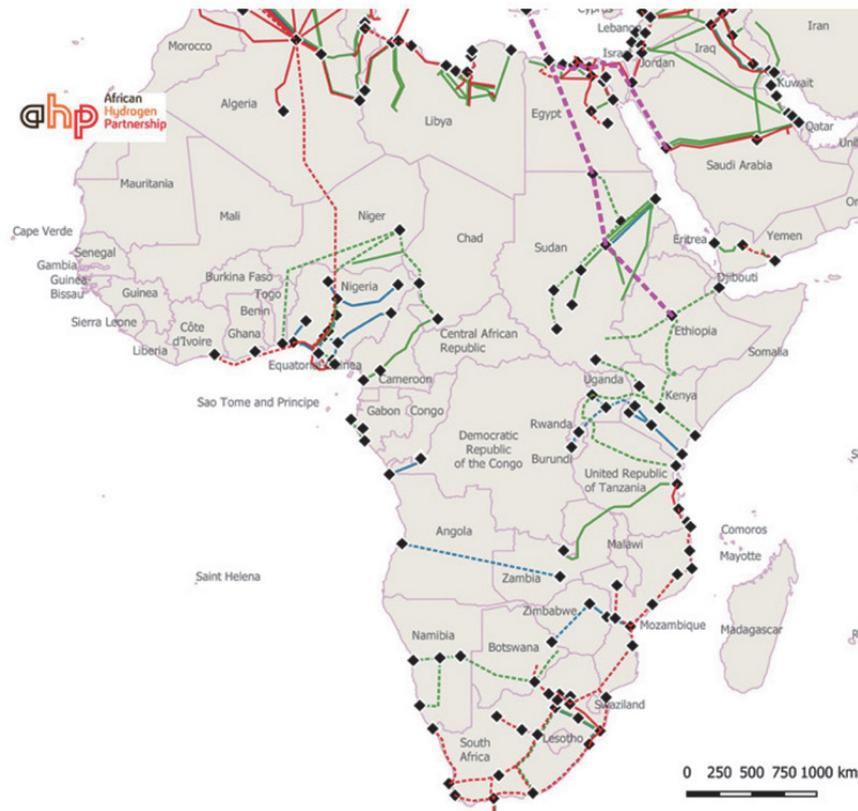 Cyprus
Lebanon
Israel
Jordan
Iraq
Iran
Kuwait
Qatar
Morocco
Algeria
Libya
Egypt
Saudi Arabia
ahp African
Hydrogen
Partnership
Mauritania
Mali
Niger
Chad
Sudan
Eritrea
Yemen
Cape Verde
Senegal
Gambia
Guinea
Bissau
Guinea
Burkina Faso
Togo
Benin
Nigeria
Djibouti
Sierra Leone
Côte
d'Ivoire
Ghana
Liberia
Central African
Republic
Ethiopia
Somalia
Equatorial Guinea
Cameroon
Sao Tome and Principe
Gabon
Congo
Uganda
Kenya
Democratic
Republic
of the Congo
Rwanda
Burundi
United Republic
of Tanzania
Angola
Zambia
Malawi
Comoros
Mayotte
Saint Helena
Zimbabwe
Mozambique
Madagascar
Namibia
Botswana
Swaziland
South
Africa
Lesotho
0 250 500 750 1000 km